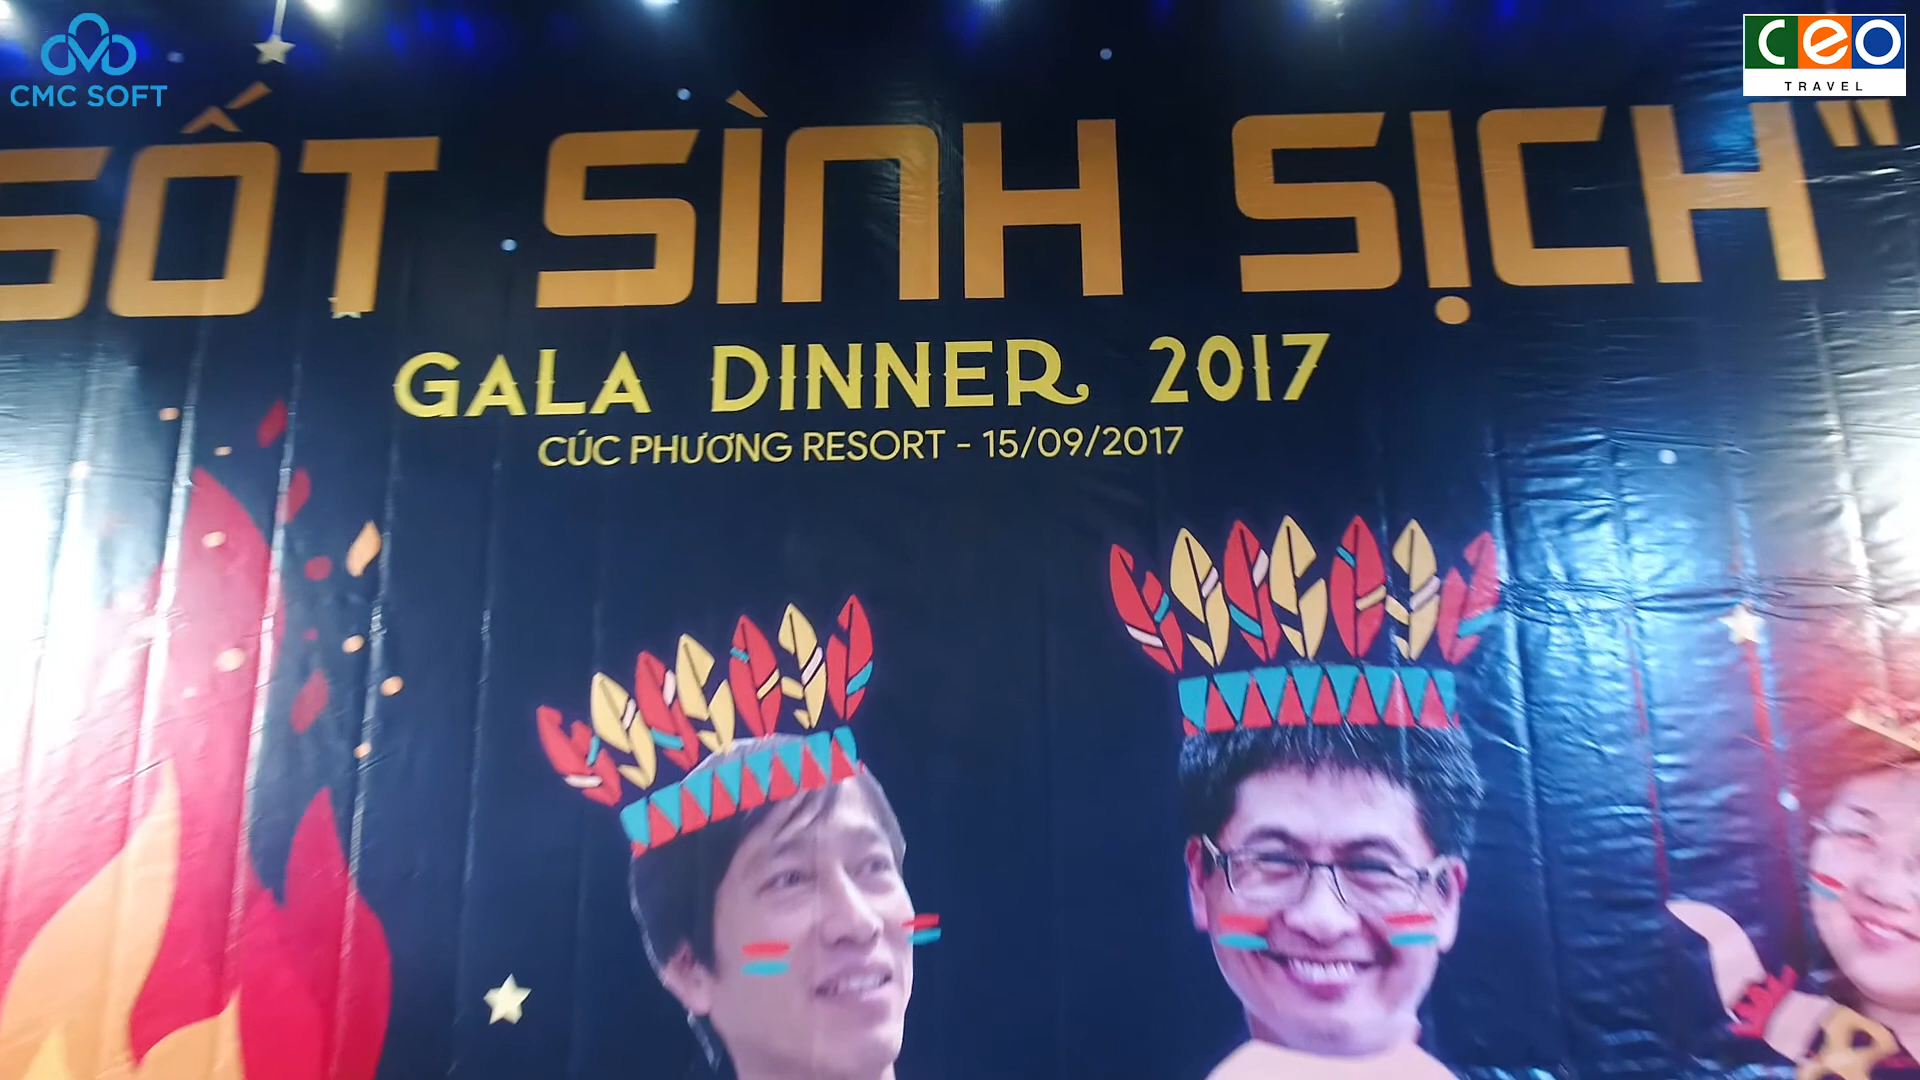 CMC SOFT
ceo
TRAVEL
SỐT SÌNH SỊCH"
GALA DINNER 2017
CÚC PHƯƠNG RESORT - 15/09/2017